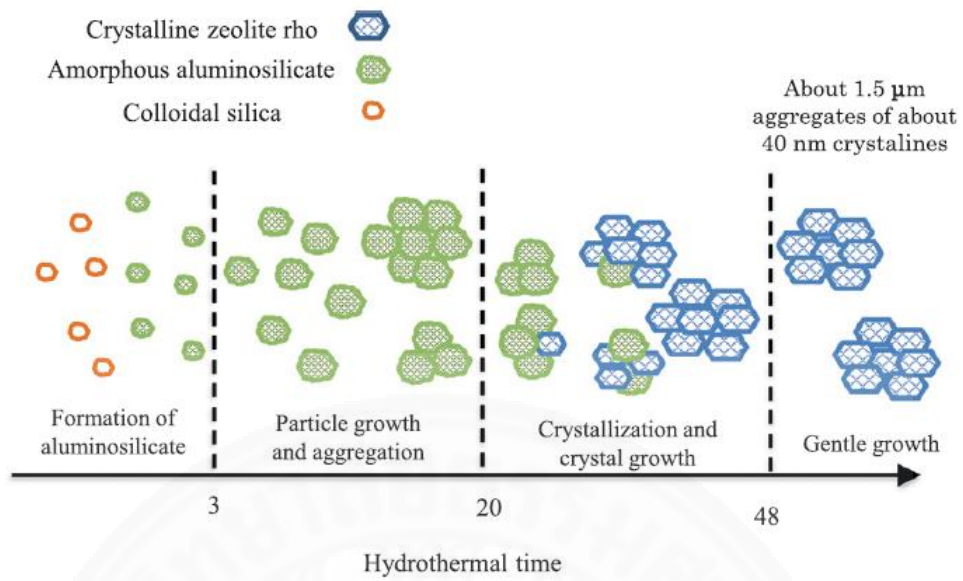 Crystalline zeolite rho
Amorphous aluminosilicate
Colloidal silica
About 1.5 μm
aggregates of about
40 nm crystalines
Formation of
aluminosilicate
Particle growth
and aggregation
Crystallization and
crystal growth
Gentle growth
3
20
48
Hydrothermal time